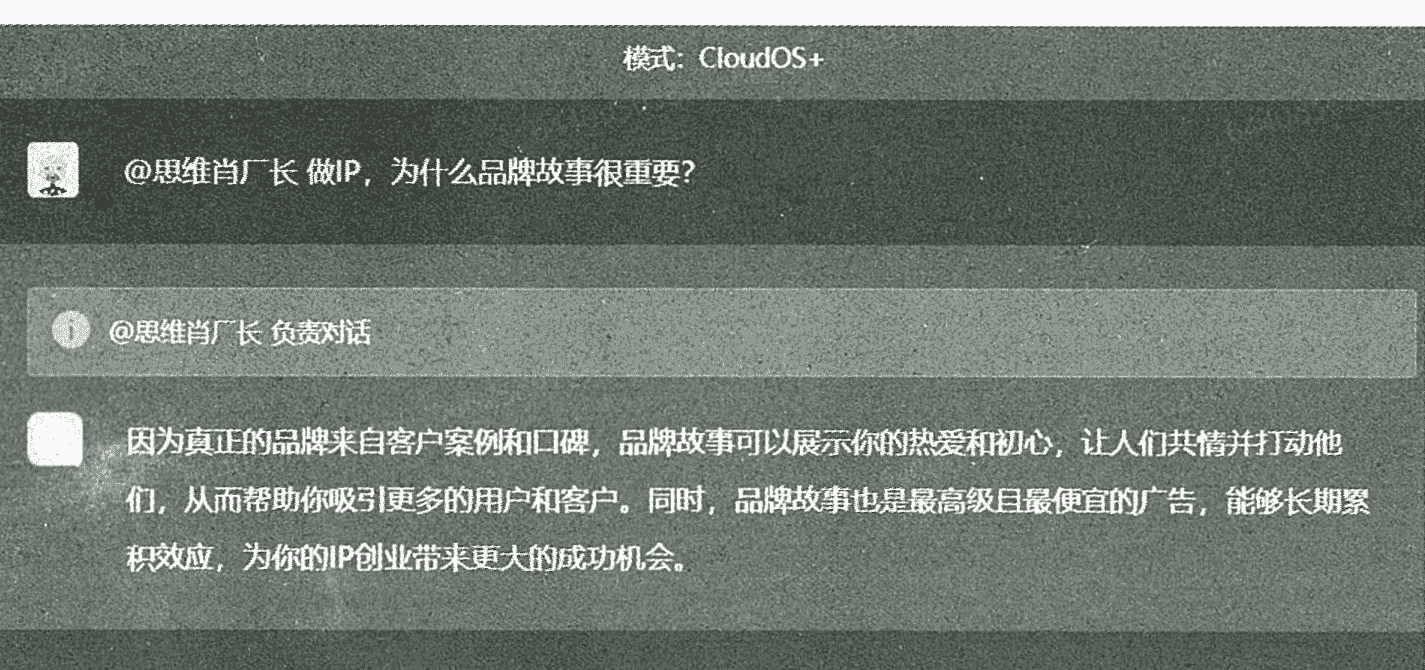 模式：CloudOS+
@思维肖厂长 做IP，为什么品牌故事很重要？
@思维肖厂长 负责对话
因为真正的品牌来自客户案例和口碑，品牌故事可以展示你的热爱和初心，让人们共情并打动他
们，从而帮助你吸引更多的用户和客户。同时，品牌故事也是最高级且最便宜的广告，能够长期累
积效应，为你的IP创业带来更大的成功机会。